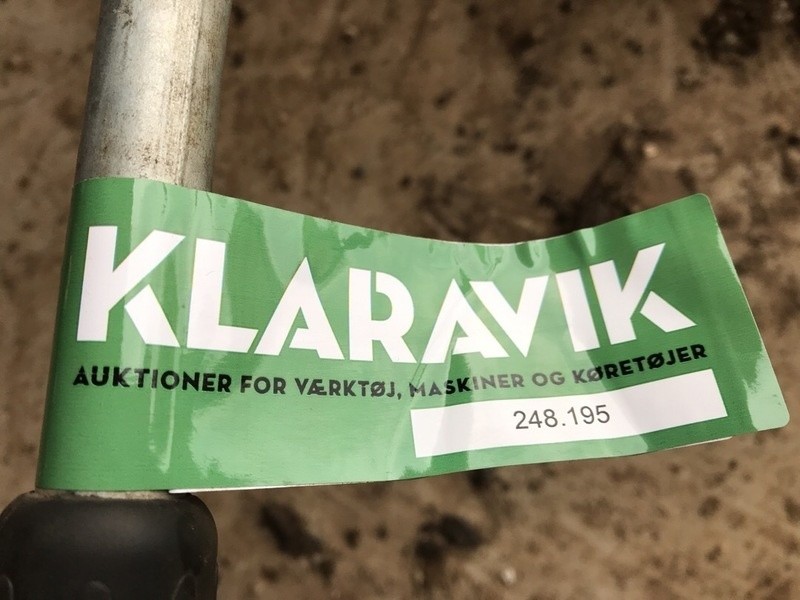 KLARAVIK
AUKTIONER FOR VÆRKTØJ, MASKINER OG KØRETØJER
248.195